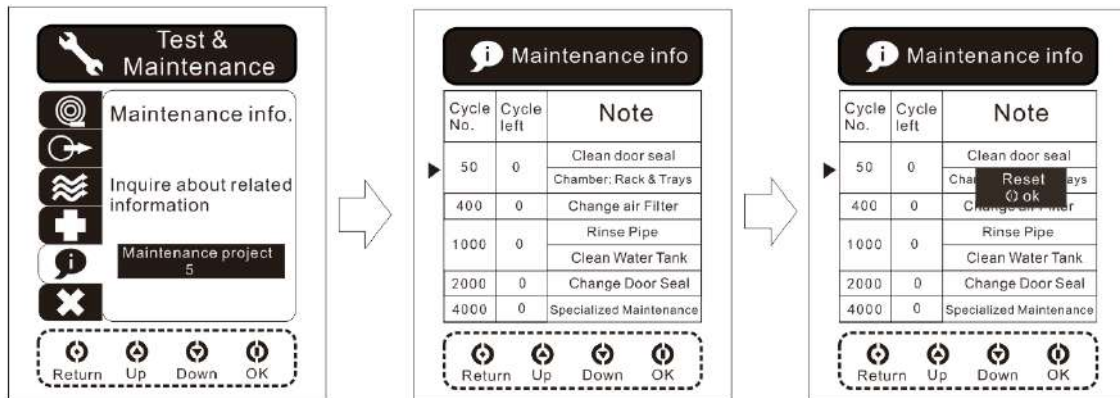 Test &
Maintenance
Maintenance info.
Inquire about related
information
Maintenance project
5
Return Up Down OK
Maintenance info
Cycle No. Cycle left Note
50 0 Clean door seal
Chamber; Rack & Trays
400 0 Change air Filter
1000 0 Rinse Pipe
Clean Water Tank
2000 0 Change Door Seal
4000 0 Specialized Maintenance
Return Up Down OK
Maintenance info
Cycle No. Cycle left Note
50 0 Clean door seal
Reset
ok
400 0 Change air Filter
1000 0 Rinse Pipe
Clean Water Tank
2000 0 Change Door Seal
4000 0 Specialized Maintenance
Return Up Down OK